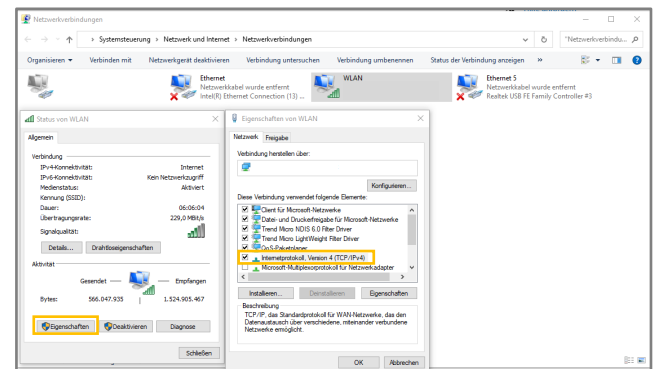 Netzwerkverbindungen
Systemsteuerung > Netzwerk und Internet > Netzwerkverbindungen
"Netzwerkverbindu...
Organisieren Verbinden mit Netzwerkgerät deaktivieren Verbindung untersuchen Verbindung umbenennen Status der Verbindung anzeigen »
Ethernet
Netzwerkkabel wurde entfernt
Intel(R) Ethernet Connection (13) ...
WLAN
Ethernet 5
Netzwerkkabel wurde entfernt
Realtek USB FE Family Controller #3
Status von WLAN
Allgemein
Verbindung
IPv4-Konnektivität: Internet
IPv6-Konnektivität: Kein Netzwerkzugriff
Medienstatus: Aktiviert
Kennung (SSID):
Dauer: 06:06:04
Übertragungsrate: 229,0 MBit/s
Signalqualität:
Details... Drahtloseigenschaften
Aktivität
Gesendet Empfangen
Bytes: 566.047.935 1.524.905.467
Eigenschaften Deaktivieren Diagnose
Schließen
Eigenschaften von WLAN
Netzwerk Freigabe
Verbindung herstellen über:
Konfigurieren...
Diese Verbindung verwendet folgende Elemente:
Client für Microsoft-Netzwerke
Datei- und Druckerfreigabe für Microsoft-Netzwerke
Trend Micro NDIS 6.0 Filter Driver
Trend Micro LightWeight Filter Driver
QoS-Paketplaner
Internetprotokoll, Version 4 (TCP/IPv4)
Microsoft-Multiplexorprotokoll für Netzwerkadapter
Installieren... Deinstallieren Eigenschaften
Beschreibung
TCP/IP, das Standardprotokoll für WAN-Netzwerke, das den
Datenaustausch über verschiedene, miteinander verbundene
Netzwerke ermöglicht.
OK Abbrechen